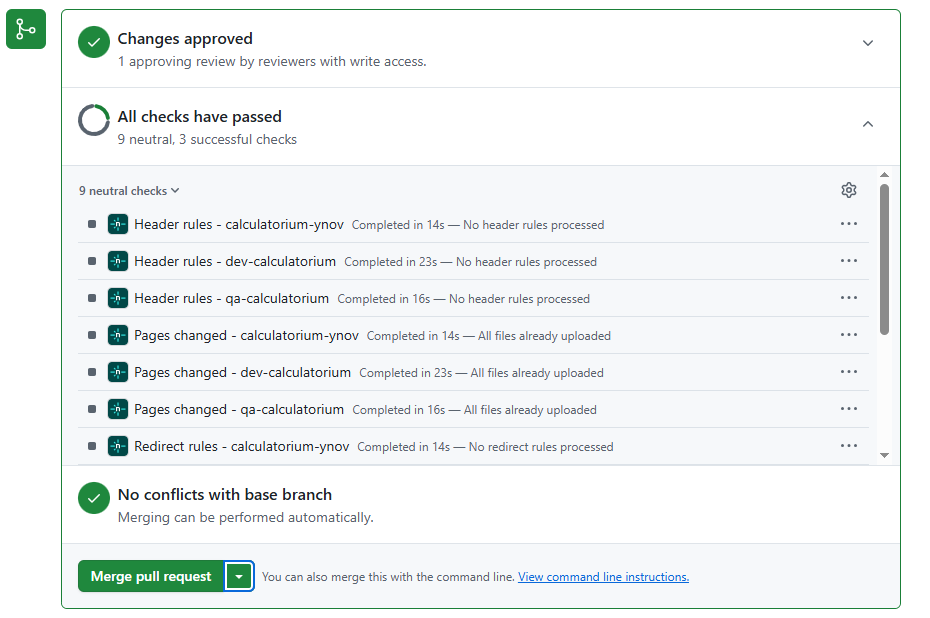 Changes approved
1 approving review by reviewers with write access.
All checks have passed
9 neutral, 3 successful checks
9 neutral checks
Header rules - calculatorium-ynov Completed in 14s — No header rules processed
Header rules - dev-calculatorium Completed in 23s — No header rules processed
Header rules - qa-calculatorium Completed in 16s — No header rules processed
Pages changed - calculatorium-ynov Completed in 14s — All files already uploaded
Pages changed - dev-calculatorium Completed in 23s — All files already uploaded
Pages changed - qa-calculatorium Completed in 16s — All files already uploaded
Redirect rules - calculatorium-ynov Completed in 14s — No redirect rules processed
No conflicts with base branch
Merging can be performed automatically.
Merge pull request You can also merge this with the command line. View command line instructions.